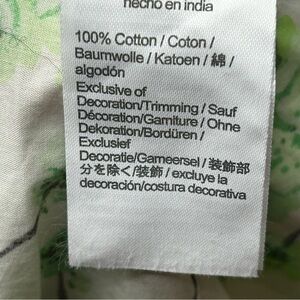 hecho en india
100% Cotton / Coton /
Baumwolle / Katoen / 綿 /
algodón
Exclusive of
Decoration/Trimming / Sauf
Décoration/Garniture / Ohne
Dekoration/Bordüren /
Exclusief
Decoratie/Garneersel / 装飾部
分を除く/装飾 / excluye la
decoración/costura decorativa